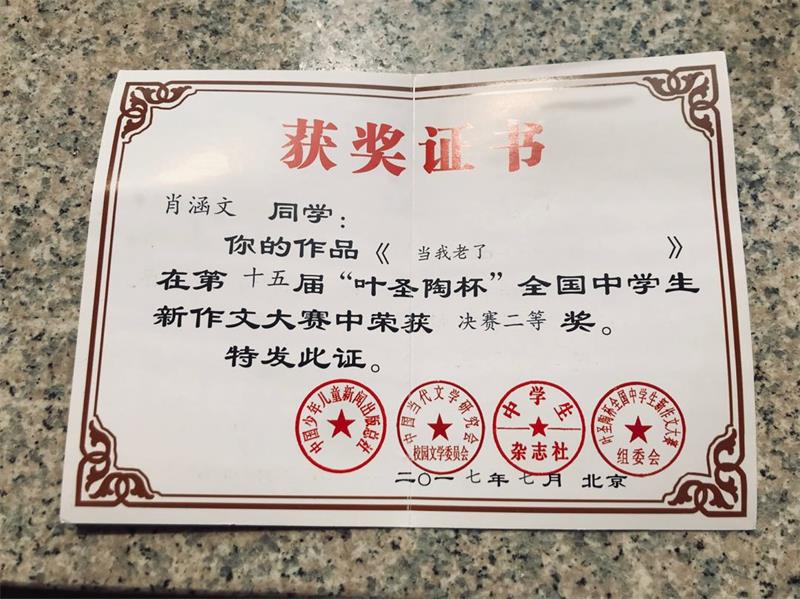 获奖证书
肖涵文 同学：
你的作品《 当我老了 》
在第十五届“叶圣陶杯”全国中学生
新作文大赛中荣获 决赛二等 奖。
特发此证。
中国少年儿童新闻出版总社
中国当代文学研究会
校园文学委员会
中学生
杂志社
叶圣陶杯全国中学生新作文大赛
组委会
二〇一七年七月 北京